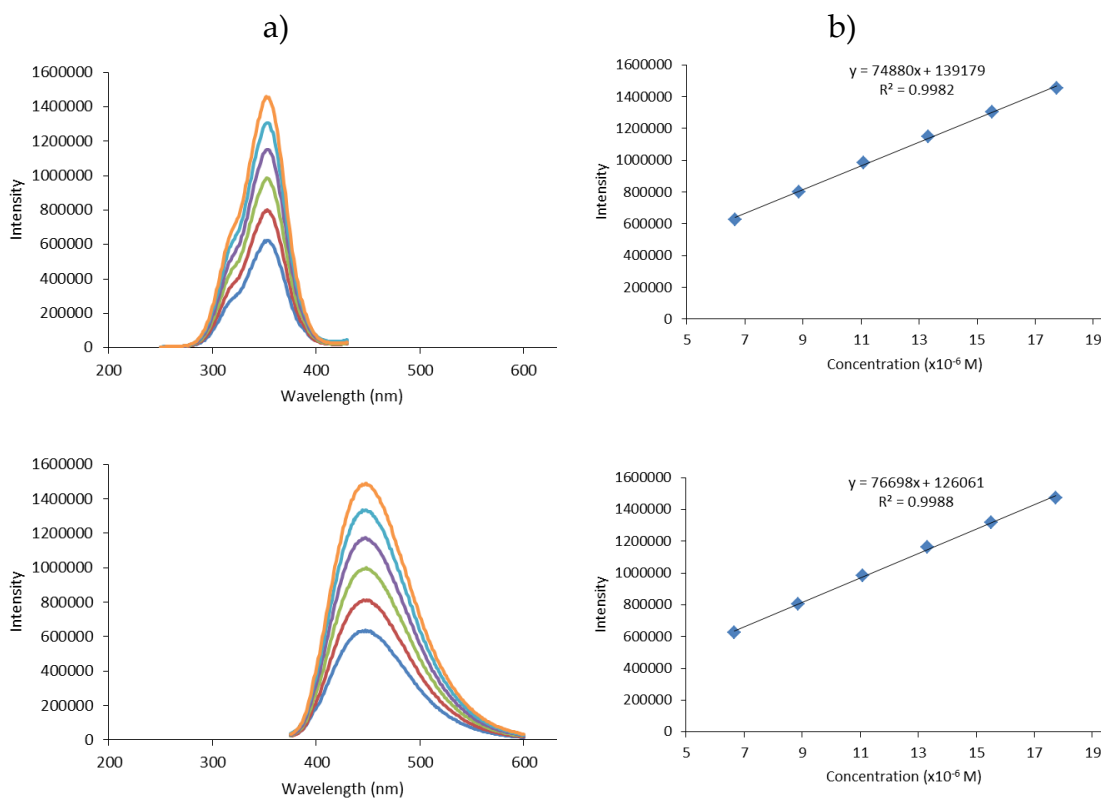 a)
1600000
1400000
1200000
1000000
800000
600000
400000
200000
0
Intensity
200 300 400 500 600
Wavelength (nm)
b)
y = 74880x + 139179
R² = 0.9982
1600000
1400000
1200000
1000000
800000
600000
400000
200000
0
Intensity
5 7 9 11 13 15 17 19
Concentration (x10⁻⁶ M)
1600000
1400000
1200000
1000000
800000
600000
400000
200000
0
Intensity
200 300 400 500 600
Wavelength (nm)
y = 76698x + 126061
R² = 0.9988
1600000
1400000
1200000
1000000
800000
600000
400000
200000
0
Intensity
5 7 9 11 13 15 17 19
Concentration (x10⁻⁶ M)